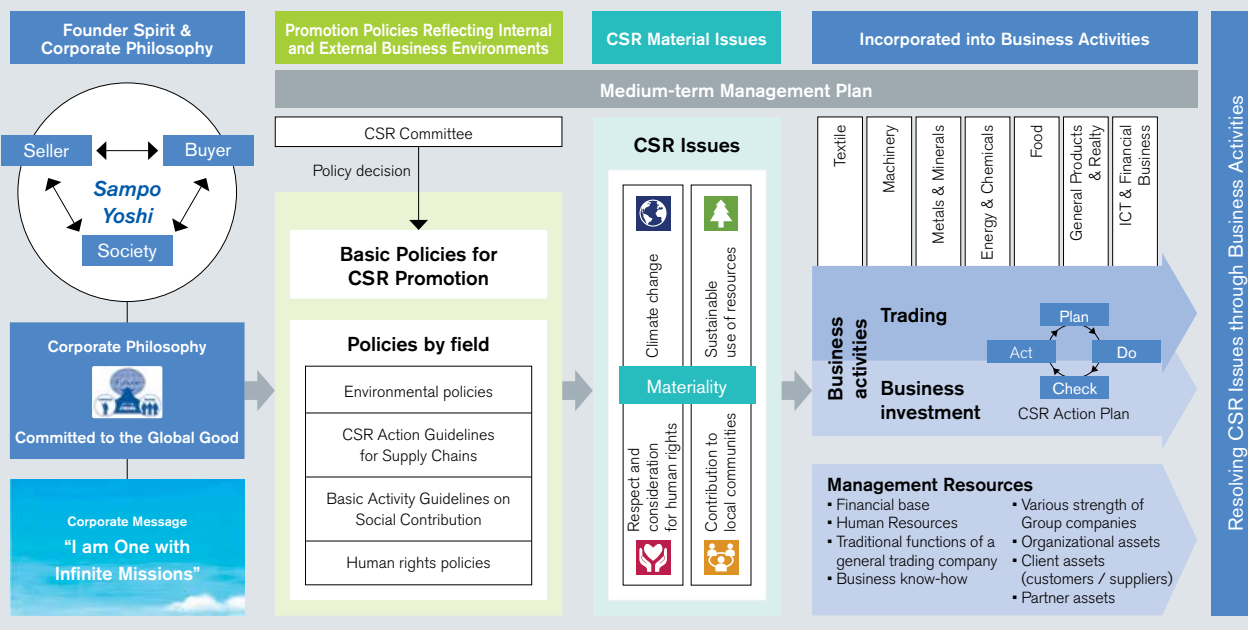 Founder Spirit &
Corporate Philosophy
Seller
Buyer
Sampo
Yoshi
Society
Corporate Philosophy
Committed to the Global Good
Corporate Message
“I am One with
Infinite Missions”
Promotion Policies Reflecting Internal
and External Business Environments
CSR Material Issues
Incorporated into Business Activities
Medium-term Management Plan
CSR Committee
Policy decision
Basic Policies for
CSR Promotion
Policies by field
Environmental policies
CSR Action Guidelines
for Supply Chains
Basic Activity Guidelines on
Social Contribution
Human rights policies
CSR Issues
Climate change
Sustainable
use of resources
Materiality
Respect and
consideration
for human rights
Contribution to
local communities
Textile
Machinery
Metals & Minerals
Energy & Chemicals
Food
General Products
& Realty
ICT & Financial
Business
Business
activities
Trading
Business
investment
Plan
Do
Check
Act
CSR Action Plan
Management Resources
▪ Financial base
▪ Human Resources
▪ Traditional functions of a
general trading company
▪ Business know-how
▪ Various strength of
Group companies
▪ Organizational assets
▪ Client assets
(customers / suppliers)
▪ Partner assets
Resolving CSR Issues through Business Activities